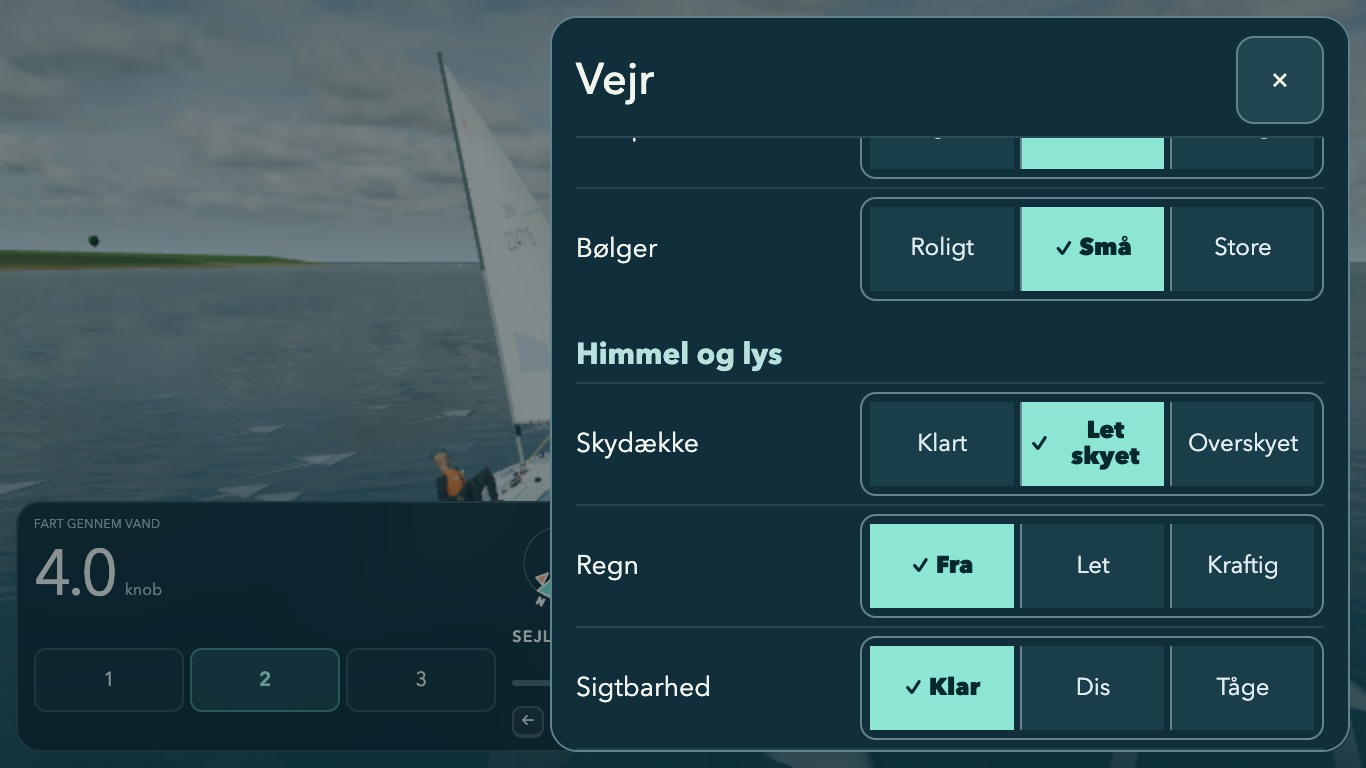 Vejr
×
Bølger
Roligt
✓ Små
Store
Himmel og lys
Skydække
Klart
✓ Let
skyet
Overskyet
Regn
✓ Fra
Let
Kraftig
Sigtbarhed
✓ Klar
Dis
Tåge
FART GENNEM VAND
4.0 knob
1
2
3
N
SEJL
←